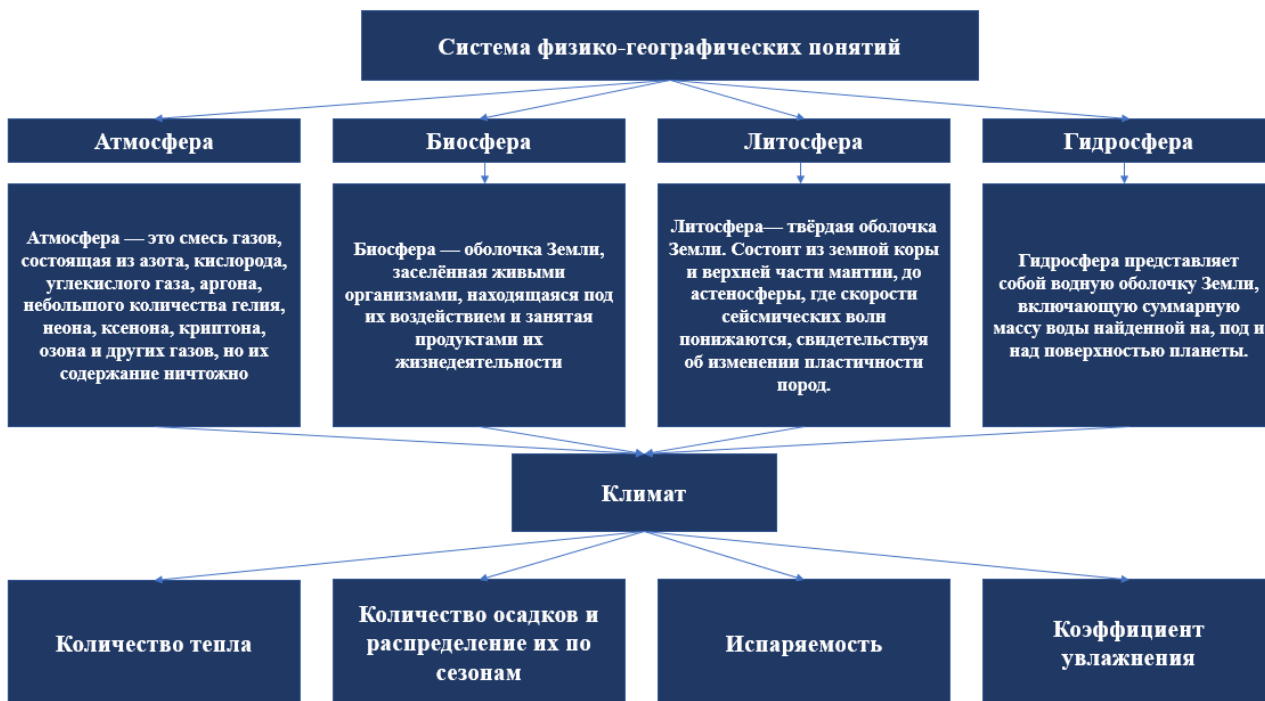 Система физико-географических понятий
Атмосфера
Биосфера
Литосфера
Гидросфера
Атмосфера — это смесь газов,
состоящая из азота, кислорода,
углекислого газа, аргона,
небольшого количества гелия,
неона, ксенона, криптона,
озона и других газов, но их
содержание ничтожно
Биосфера — оболочка Земли,
заселённая живыми
организмами, находящаяся под
их воздействием и занятая
продуктами их
жизнедеятельности
Литосфера— твёрдая оболочка
Земли. Состоит из земной коры
и верхней части мантии, до
астеносферы, где скорости
сейсмических волн
понижаются, свидетельствуя
об изменении пластичности
пород.
Гидросфера представляет
собой водную оболочку Земли,
включающую суммарную
массу воды найденной на, под и
над поверхностью планеты.
Климат
Количество тепла
Количество осадков и
распределение их по
сезонам
Испаряемость
Коэффициент
увлажнения